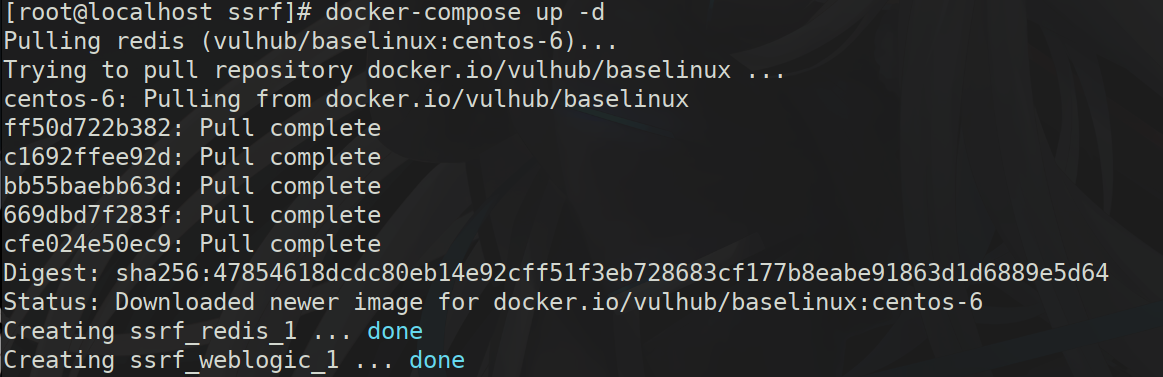 [root@localhost ssrf]# docker-compose up -d
Pulling redis (vulhub/baselinux:centos-6)...
Trying to pull repository docker.io/vulhub/baselinux ...
centos-6: Pulling from docker.io/vulhub/baselinux
ff50d722b382: Pull complete
c1692ffee92d: Pull complete
bb55baebb63d: Pull complete
669dbd7f283f: Pull complete
cfe024e50ec9: Pull complete
Digest: sha256:47854618dcdc80eb14e92cff51f3eb728683cf177b8eabe91863d1d6889e5d64
Status: Downloaded newer image for docker.io/vulhub/baselinux:centos-6
Creating ssrf_redis_1 ... done
Creating ssrf_weblogic_1 ... done